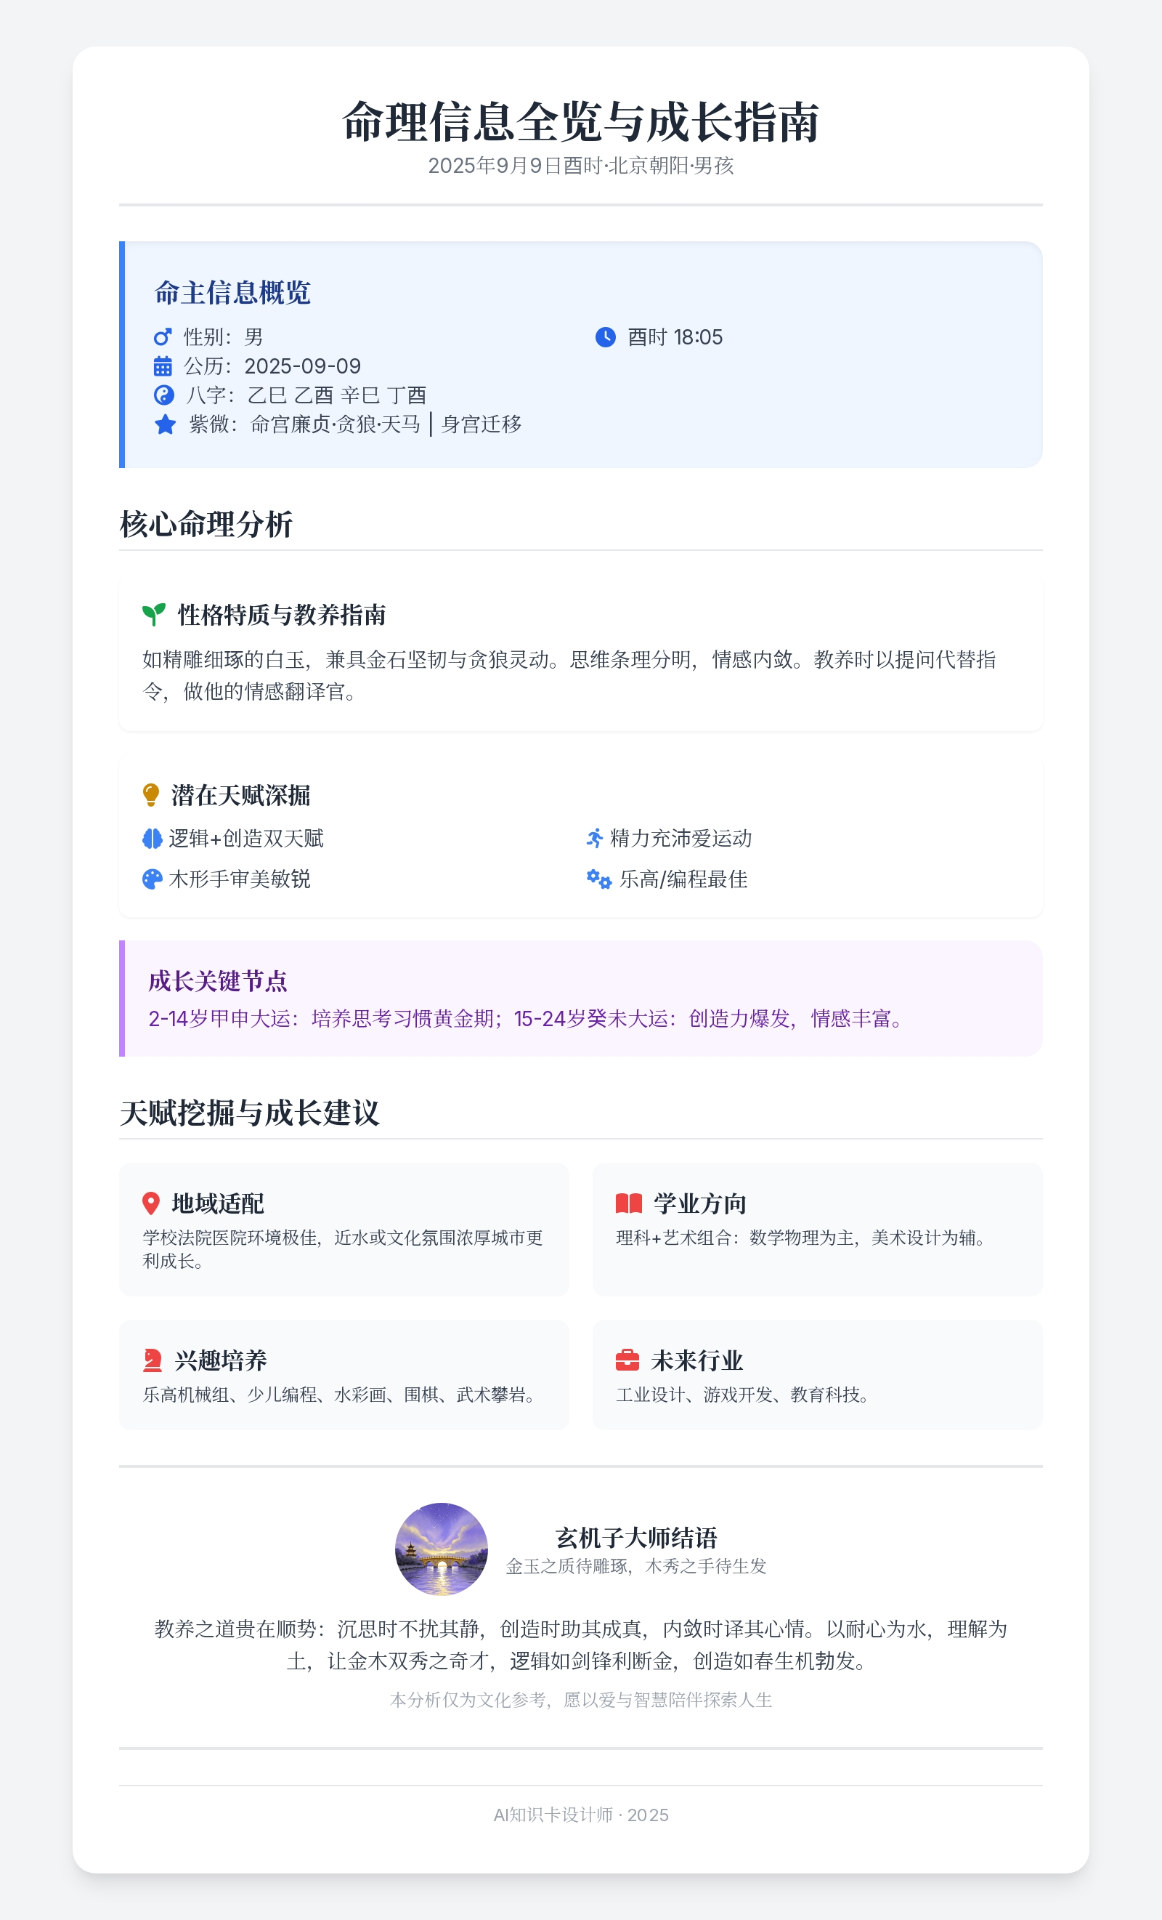 命理信息全览与成长指南
2025年9月9日酉时·北京朝阳·男孩
命主信息概览
性别：男
酉时 18:05
公历：2025-09-09
八字：乙巳 乙酉 辛巳 丁酉
紫微：命宫廉贞·贪狼·天马 | 身宫迁移
核心命理分析
性格特质与教养指南
如精雕细琢的白玉，兼具金石坚韧与贪狼灵动。思维条理分明，情感内敛。教养时以提问代替指
令，做他的情感翻译官。
潜在天赋深掘
逻辑+创造双天赋
精力充沛爱运动
木形手审美敏锐
乐高/编程最佳
成长关键节点
2-14岁甲申大运：培养思考习惯黄金期；15-24岁癸未大运：创造力爆发，情感丰富。
天赋挖掘与成长建议
地域适配
学校法院医院环境极佳，近水或文化氛围浓厚城市更
利成长。
学业方向
理科+艺术组合：数学物理为主，美术设计为辅。
兴趣培养
乐高机械组、少儿编程、水彩画、围棋、武术攀岩。
未来行业
工业设计、游戏开发、教育科技。
玄机子大师结语
金玉之质待雕琢，木秀之手待生发
教养之道贵在顺势：沉思时不扰其静，创造时助其成真，内敛时译其心情。以耐心为水，理解为
土，让金木双秀之奇才，逻辑如剑锋利断金，创造如春生机勃发。
本分析仅为文化参考，愿以爱与智慧陪伴探索人生
AI知识卡设计师 · 2025